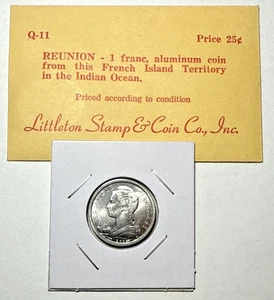 Q-11 Price 25¢
REUNION - 1 franc, aluminum coin
from this French Island Territory
in the Indian Ocean.
Priced according to condition
Littleton Stamp & Coin Co., Inc.